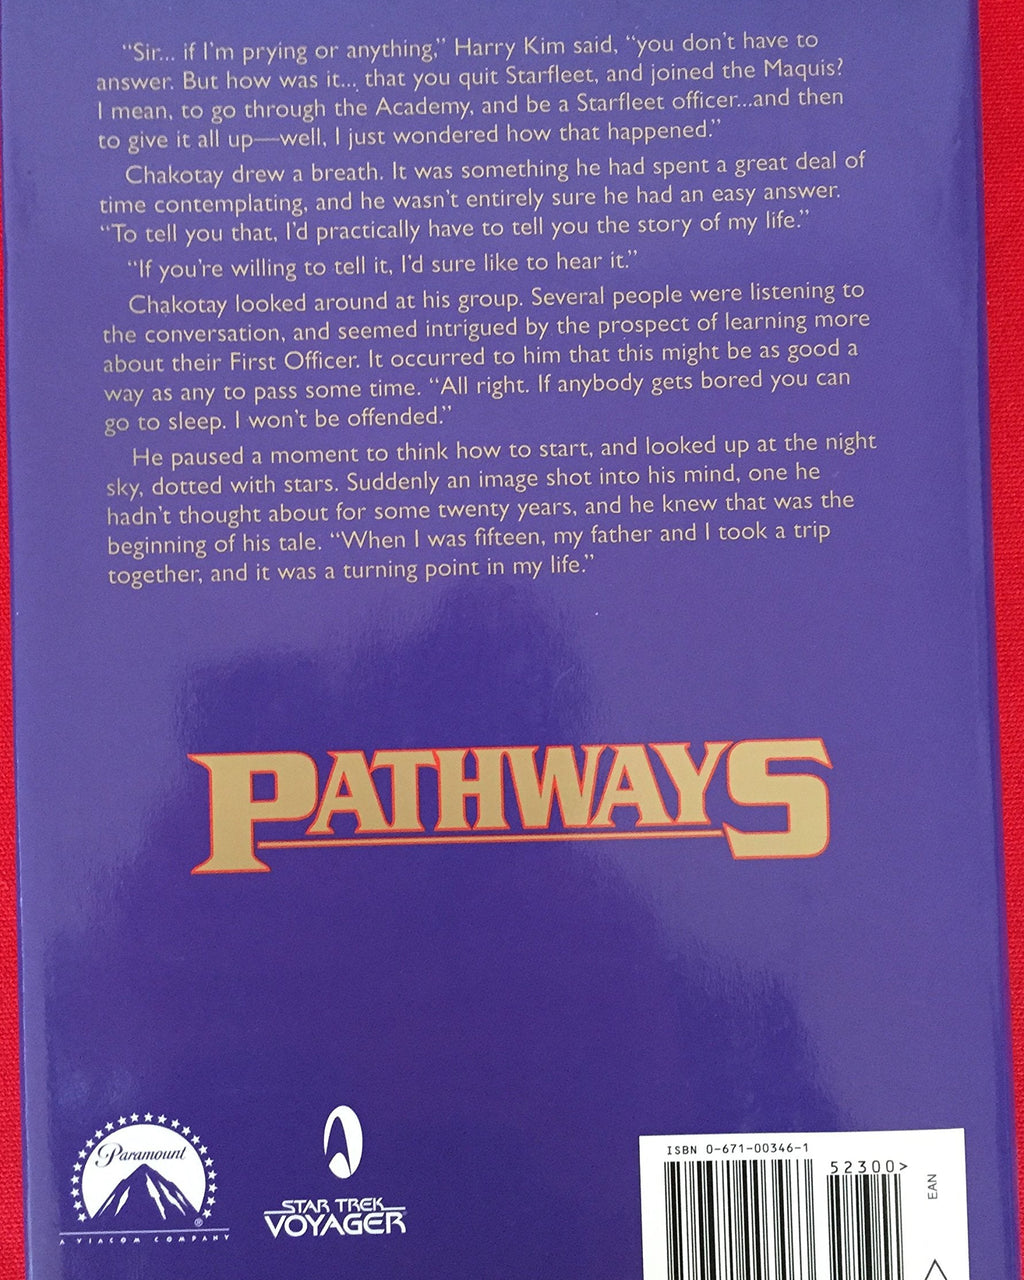 “Sir... if I'm prying or anything,” Harry Kim said, “you don't have to
answer. But how was it... that you quit Starfleet, and joined the Maquis?
I mean, to go through the Academy, and be a Starfleet officer...and then
to give it all up—well, I just wondered how that happened.”
Chakotay drew a breath. It was something he had spent a great deal of
time contemplating, and he wasn't entirely sure he had an easy answer.
“To tell you that, I'd practically have to tell you the story of my life.”
“If you're willing to tell it, I'd sure like to hear it.”
Chakotay looked around at his group. Several people were listening to
the conversation, and seemed intrigued by the prospect of learning more
about their First Officer. It occurred to him that this might be as good a
way as any to pass some time. “All right. If anybody gets bored you can
go to sleep. I won't be offended.”
He paused a moment to think how to start, and looked up at the night
sky, dotted with stars. Suddenly an image shot into his mind, one he
hadn't thought about for some twenty years, and he knew that was the
beginning of his tale. “When I was fifteen, my father and I took a trip
together, and it was a turning point in my life.”
PATHWAYS
Paramount
®
A VIACOM COMPANY
STAR TREK
VOYAGER
ISBN 0-671-00346-1
52300>
EAN